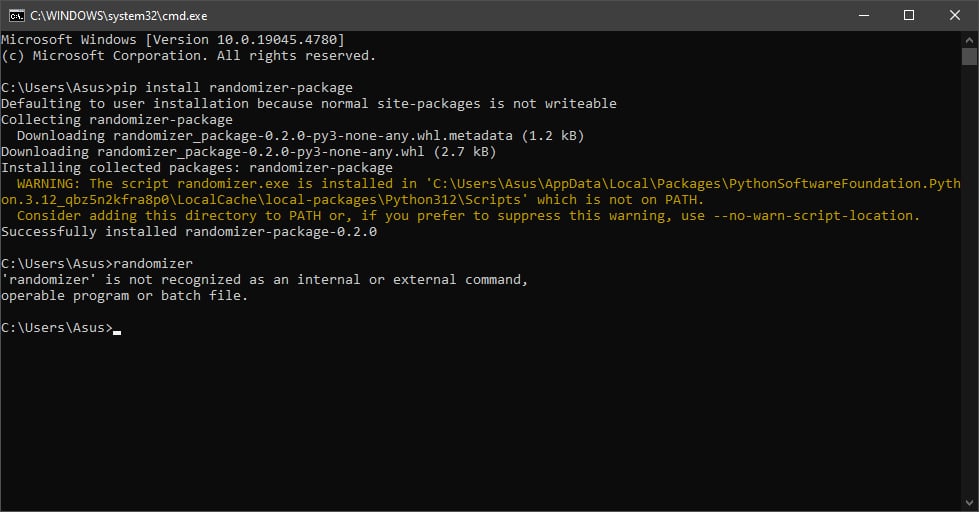 C:\WINDOWS\system32\cmd.exe
Microsoft Windows [Version 10.0.19045.4780]
(c) Microsoft Corporation. All rights reserved.
C:\Users\Asus>pip install randomizer-package
Defaulting to user installation because normal site-packages is not writeable
Collecting randomizer-package
  Downloading randomizer_package-0.2.0-py3-none-any.whl.metadata (1.2 kB)
Downloading randomizer_package-0.2.0-py3-none-any.whl (2.7 kB)
Installing collected packages: randomizer-package
  WARNING: The script randomizer.exe is installed in 'C:\Users\Asus\AppData\Local\Packages\PythonSoftwareFoundation.Pyth
on.3.12_qbz5n2kfra8p0\LocalCache\local-packages\Python312\Scripts' which is not on PATH.
  Consider adding this directory to PATH or, if you prefer to suppress this warning, use --no-warn-script-location.
Successfully installed randomizer-package-0.2.0
C:\Users\Asus>randomizer
'randomizer' is not recognized as an internal or external command,
operable program or batch file.
C:\Users\Asus>